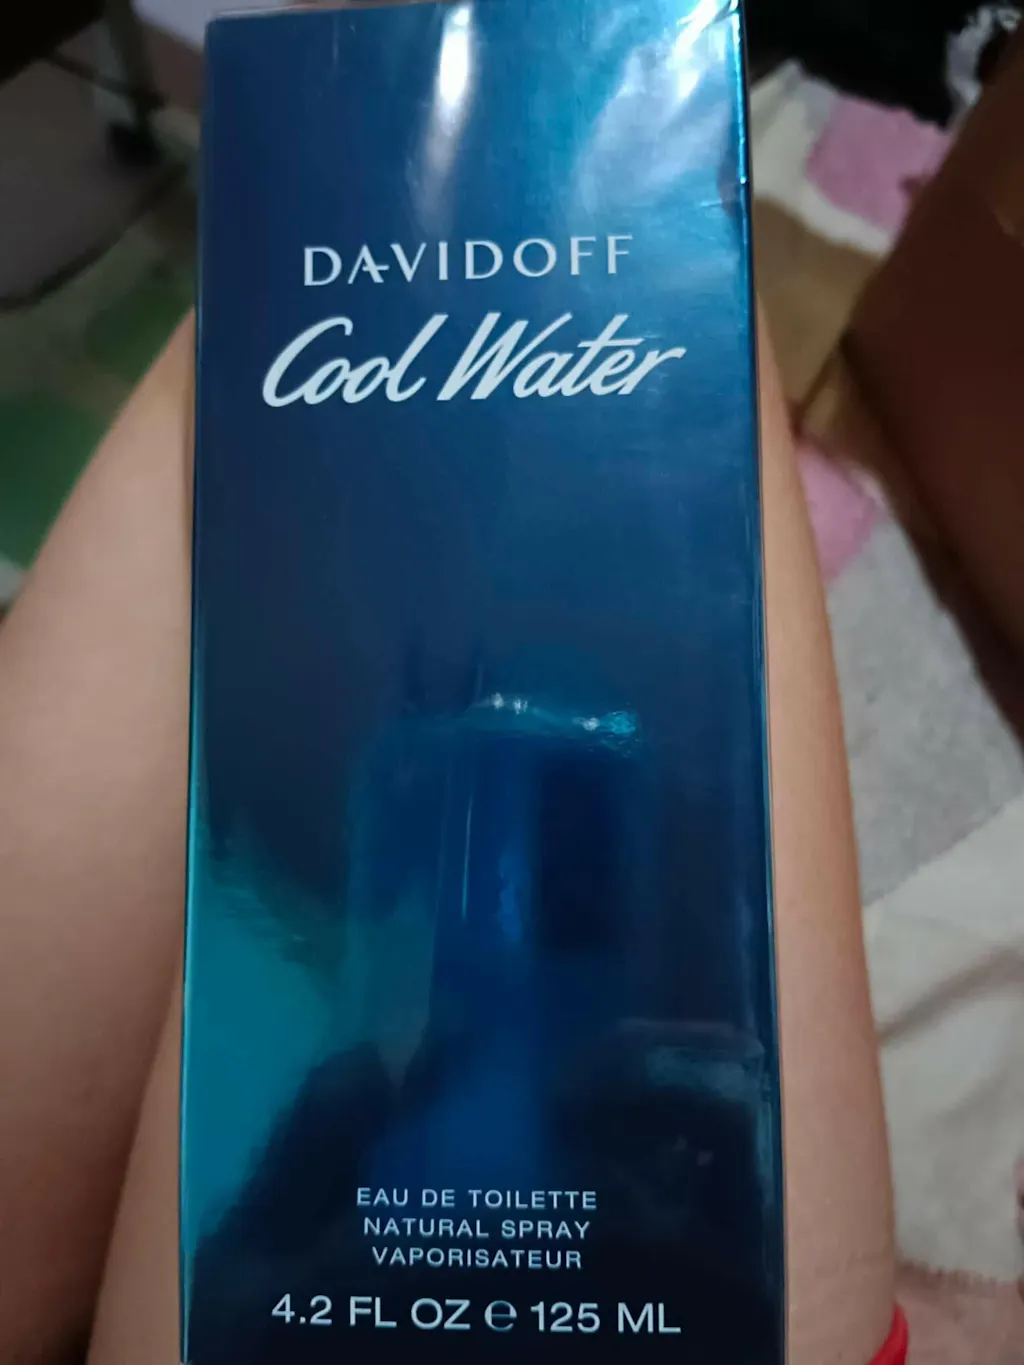 DAVIDOFF
Cool Water
EAU DE TOILETTE
NATURAL SPRAY
VAPORISATEUR
4.2 FL OZ ℮ 125 ML